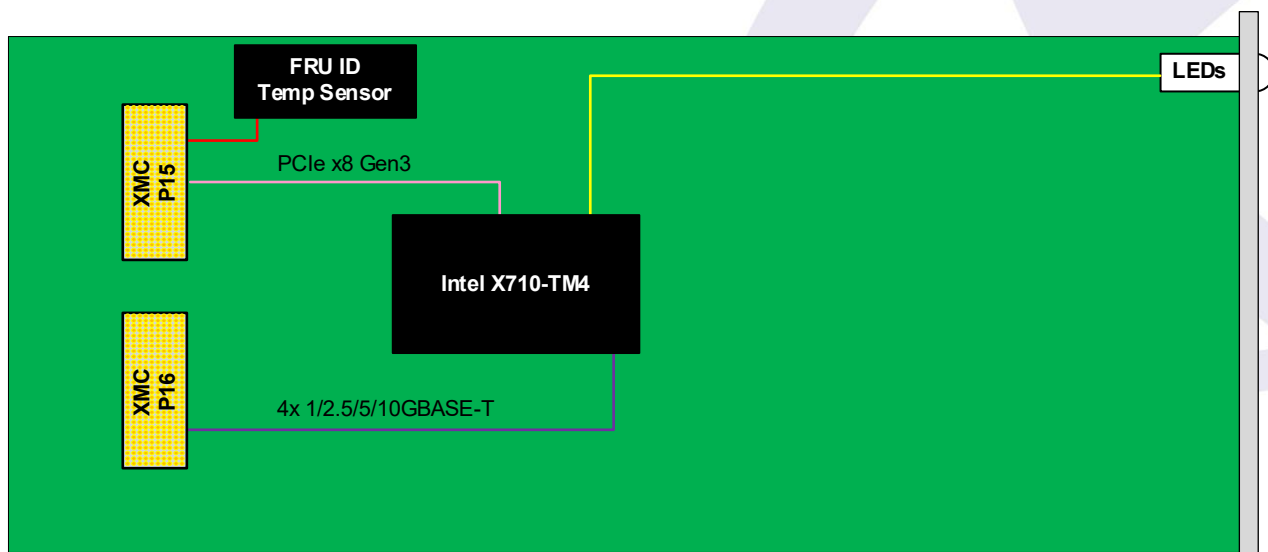 FRU ID
Temp Sensor
LEDs
XMC
P15
PCIe x8 Gen3
Intel X710-TM4
XMC
P16
4x 1/2.5/5/10GBASE-T